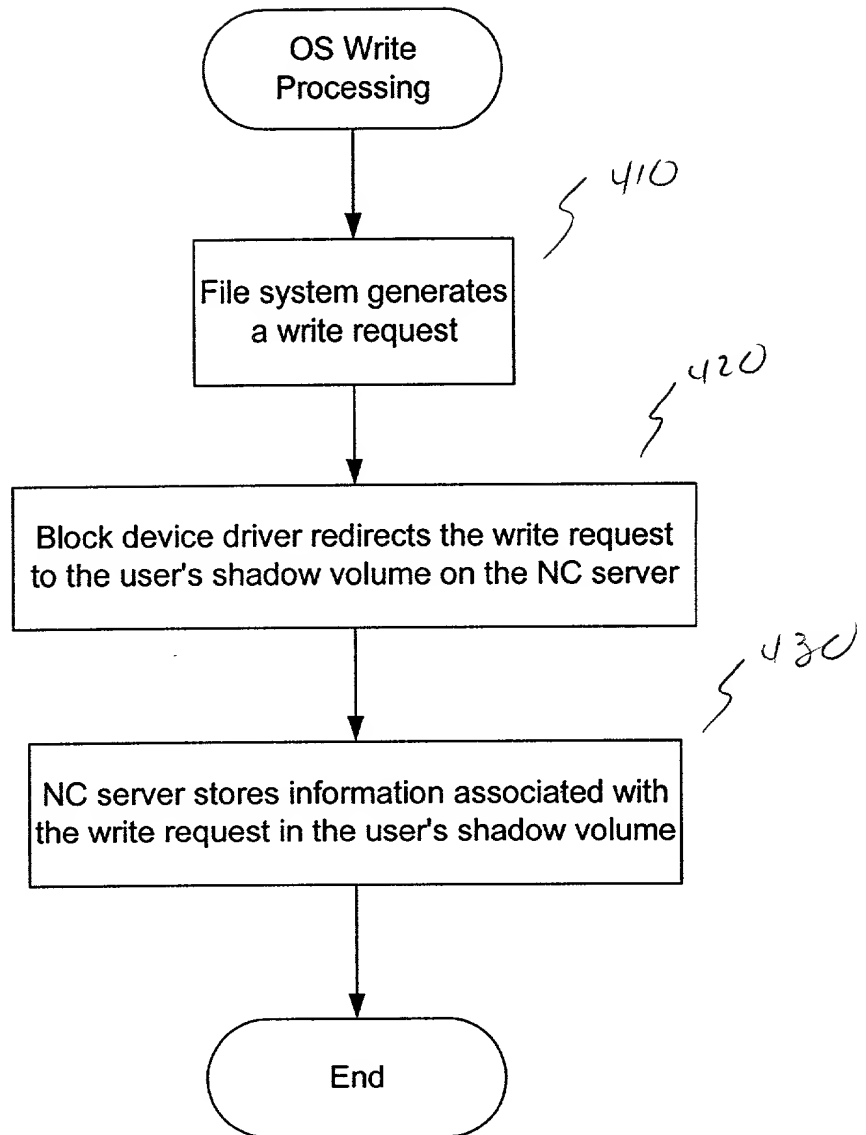 OS Write
Processing
410
File system generates
a write request
420
Block device driver redirects the write request
to the user's shadow volume on the NC server
430
NC server stores information associated with
the write request in the user's shadow volume
End